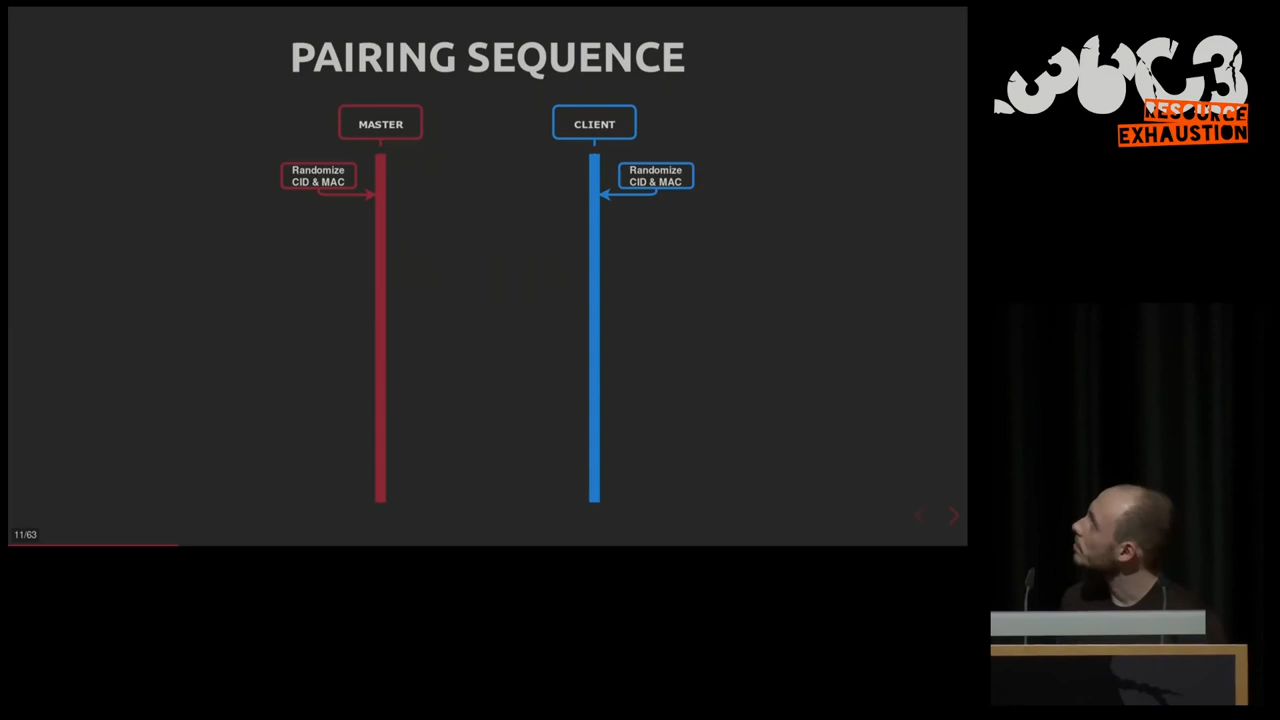 PAIRING SEQUENCE
MASTER
CLIENT
Randomize
CID & MAC
Randomize
CID & MAC
11/63
36C3
RESOURCE
EXHAUSTION